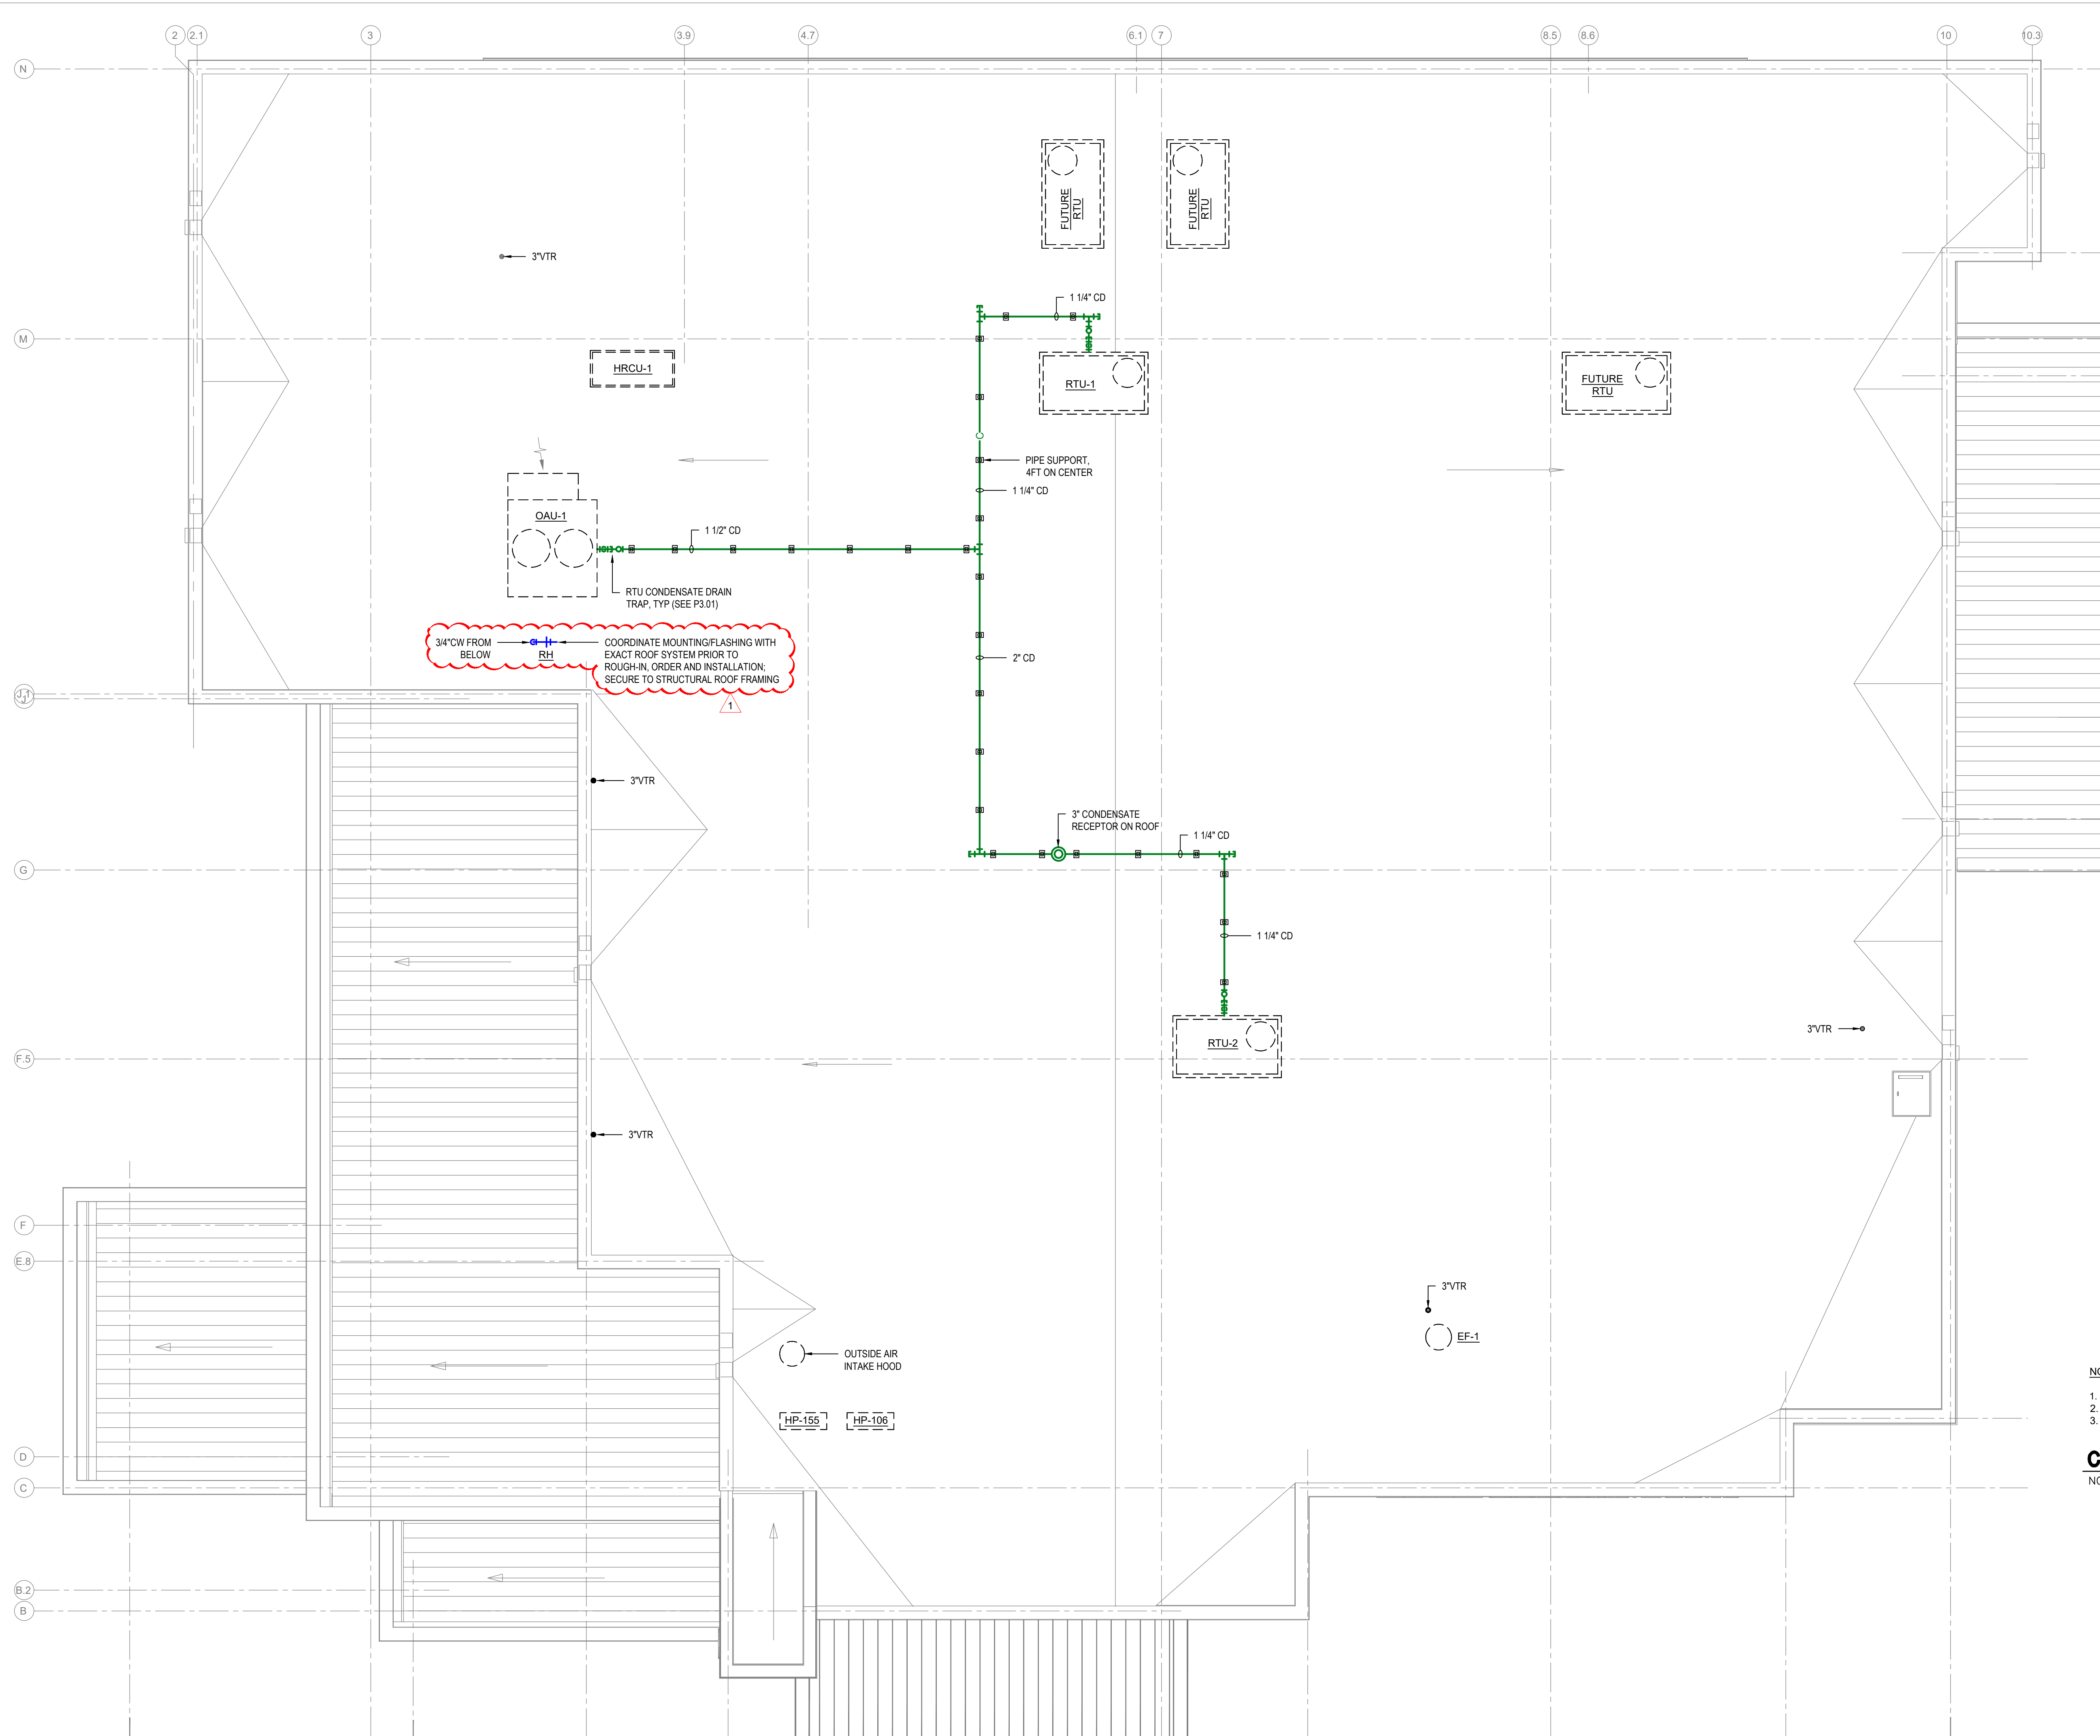 2
2.1
3
3.9
4.7
6.1
7
8.5
8.6
10
10.3
N
FUTURE
RTU
FUTURE
RTU
3"VTR
1 1/4" CD
M
HRCU-1
RTU-1
FUTURE
RTU
PIPE SUPPORT,
4FT ON CENTER
1 1/4" CD
OAU-1
1 1/2" CD
RTU CONDENSATE DRAIN
TRAP, TYP (SEE P3.01)
3/4"CW FROM
BELOW
RH
COORDINATE MOUNTING/FLASHING WITH
EXACT ROOF SYSTEM PRIOR TO
ROUGH-IN, ORDER AND INSTALLATION;
SECURE TO STRUCTURAL ROOF FRAMING
2" CD
J.1
J
1
3"VTR
3" CONDENSATE
RECEPTOR ON ROOF
1 1/4" CD
G
1 1/4" CD
3"VTR
RTU-2
F.5
3"VTR
F
E.8
3"VTR
EF-1
OUTSIDE AIR
INTAKE HOOD
HP-155
HP-106
1.
2.
3.
D
C
B.2
B